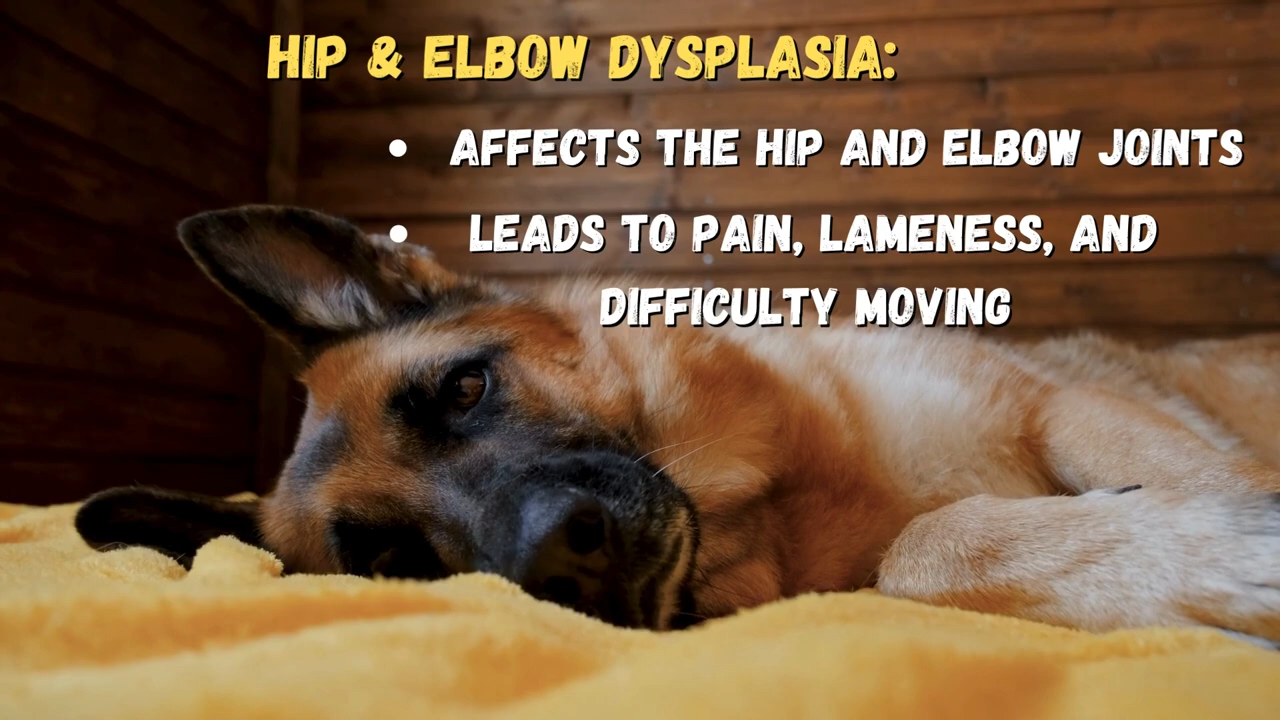 HIP & ELBOW DYSPLASIA:
• AFFECTS THE HIP AND ELBOW JOINTS
• LEADS TO PAIN, LAMENESS, AND
DIFFICULTY MOVING